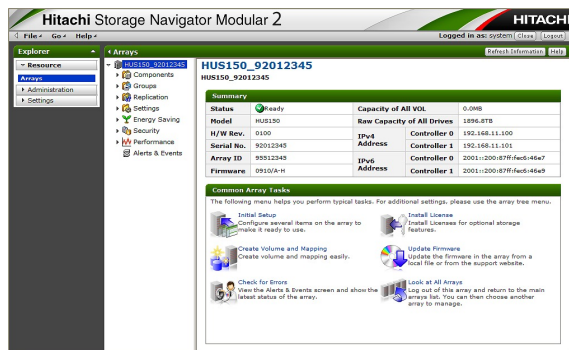 Hitachi Storage Navigator Modular 2
HITACHI
File Go Help
Logged in as: system Close Logout
Explorer
Arrays
Refresh Information Help
Resource
Arrays
Administration
Settings
HUS150_92012345
Components
Groups
Replication
Settings
Energy Saving
Security
Performance
Alerts & Events
HUS150_92012345
HUS150_92012345
Summary
Status Ready Capacity of All VOL 0.0MB
Model HUS150 Raw Capacity of All Drives 1896.8TB
H/W Rev. 0100 IPv4 Address Controller 0 192.168.11.100
Serial No. 92012345 Controller 1 192.168.11.101
Array ID 95512345 IPv6 Address Controller 0 2001::200:87ff:fec6:46e7
Firmware 0910/A-H Controller 1 2001::200:87ff:fec6:46e9
Common Array Tasks
The following menu helps you perform typical tasks. For additional settings, please use the array tree menu.
Initial Setup
Configure several items on the array to
make it ready to use.
Install License
Install Licenses for optional storage
features.
Create Volume and Mapping
Create volume and mapping easily.
Update Firmware
Update the firmware in the array from a
local file or from the support website.
Check for Errors
View the Alerts & Events screen and show the
latest status of the array.
Look at All Arrays
Log out of this array and return to the main
arrays list. You can then choose another
array to manage.